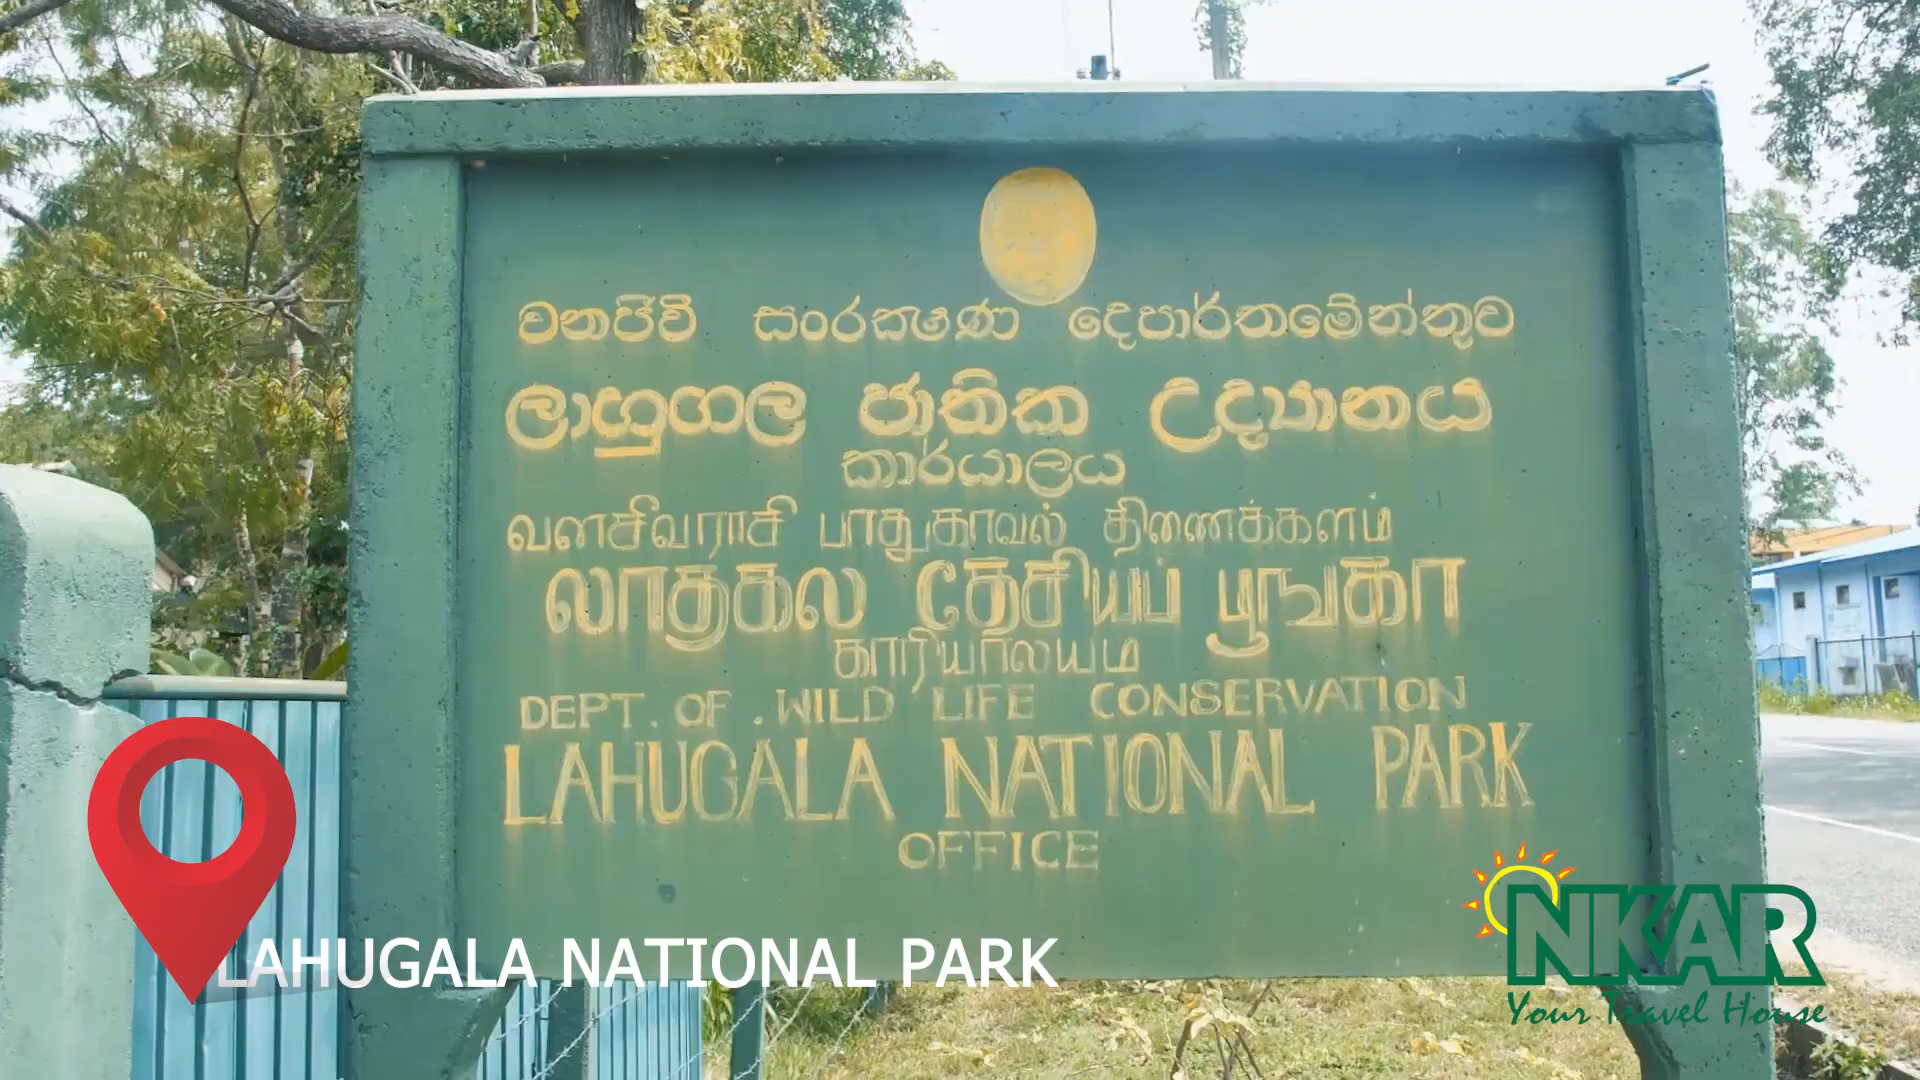 වනජීවී සංරක්ෂණ දෙපාර්තමේන්තුව
ලාහුගල ජාතික උද්‍යානය
කාර්යාලය
வனசீவராசி பாதுகாவல் திணைக்களம்
லாதகல தேசியப் பூங்கா
காரியாலயம்
DEPT. OF. WILD LIFE CONSERVATION
LAHUGALA NATIONAL PARK
OFFICE
LAHUGALA NATIONAL PARK
NKAR
Your Travel House